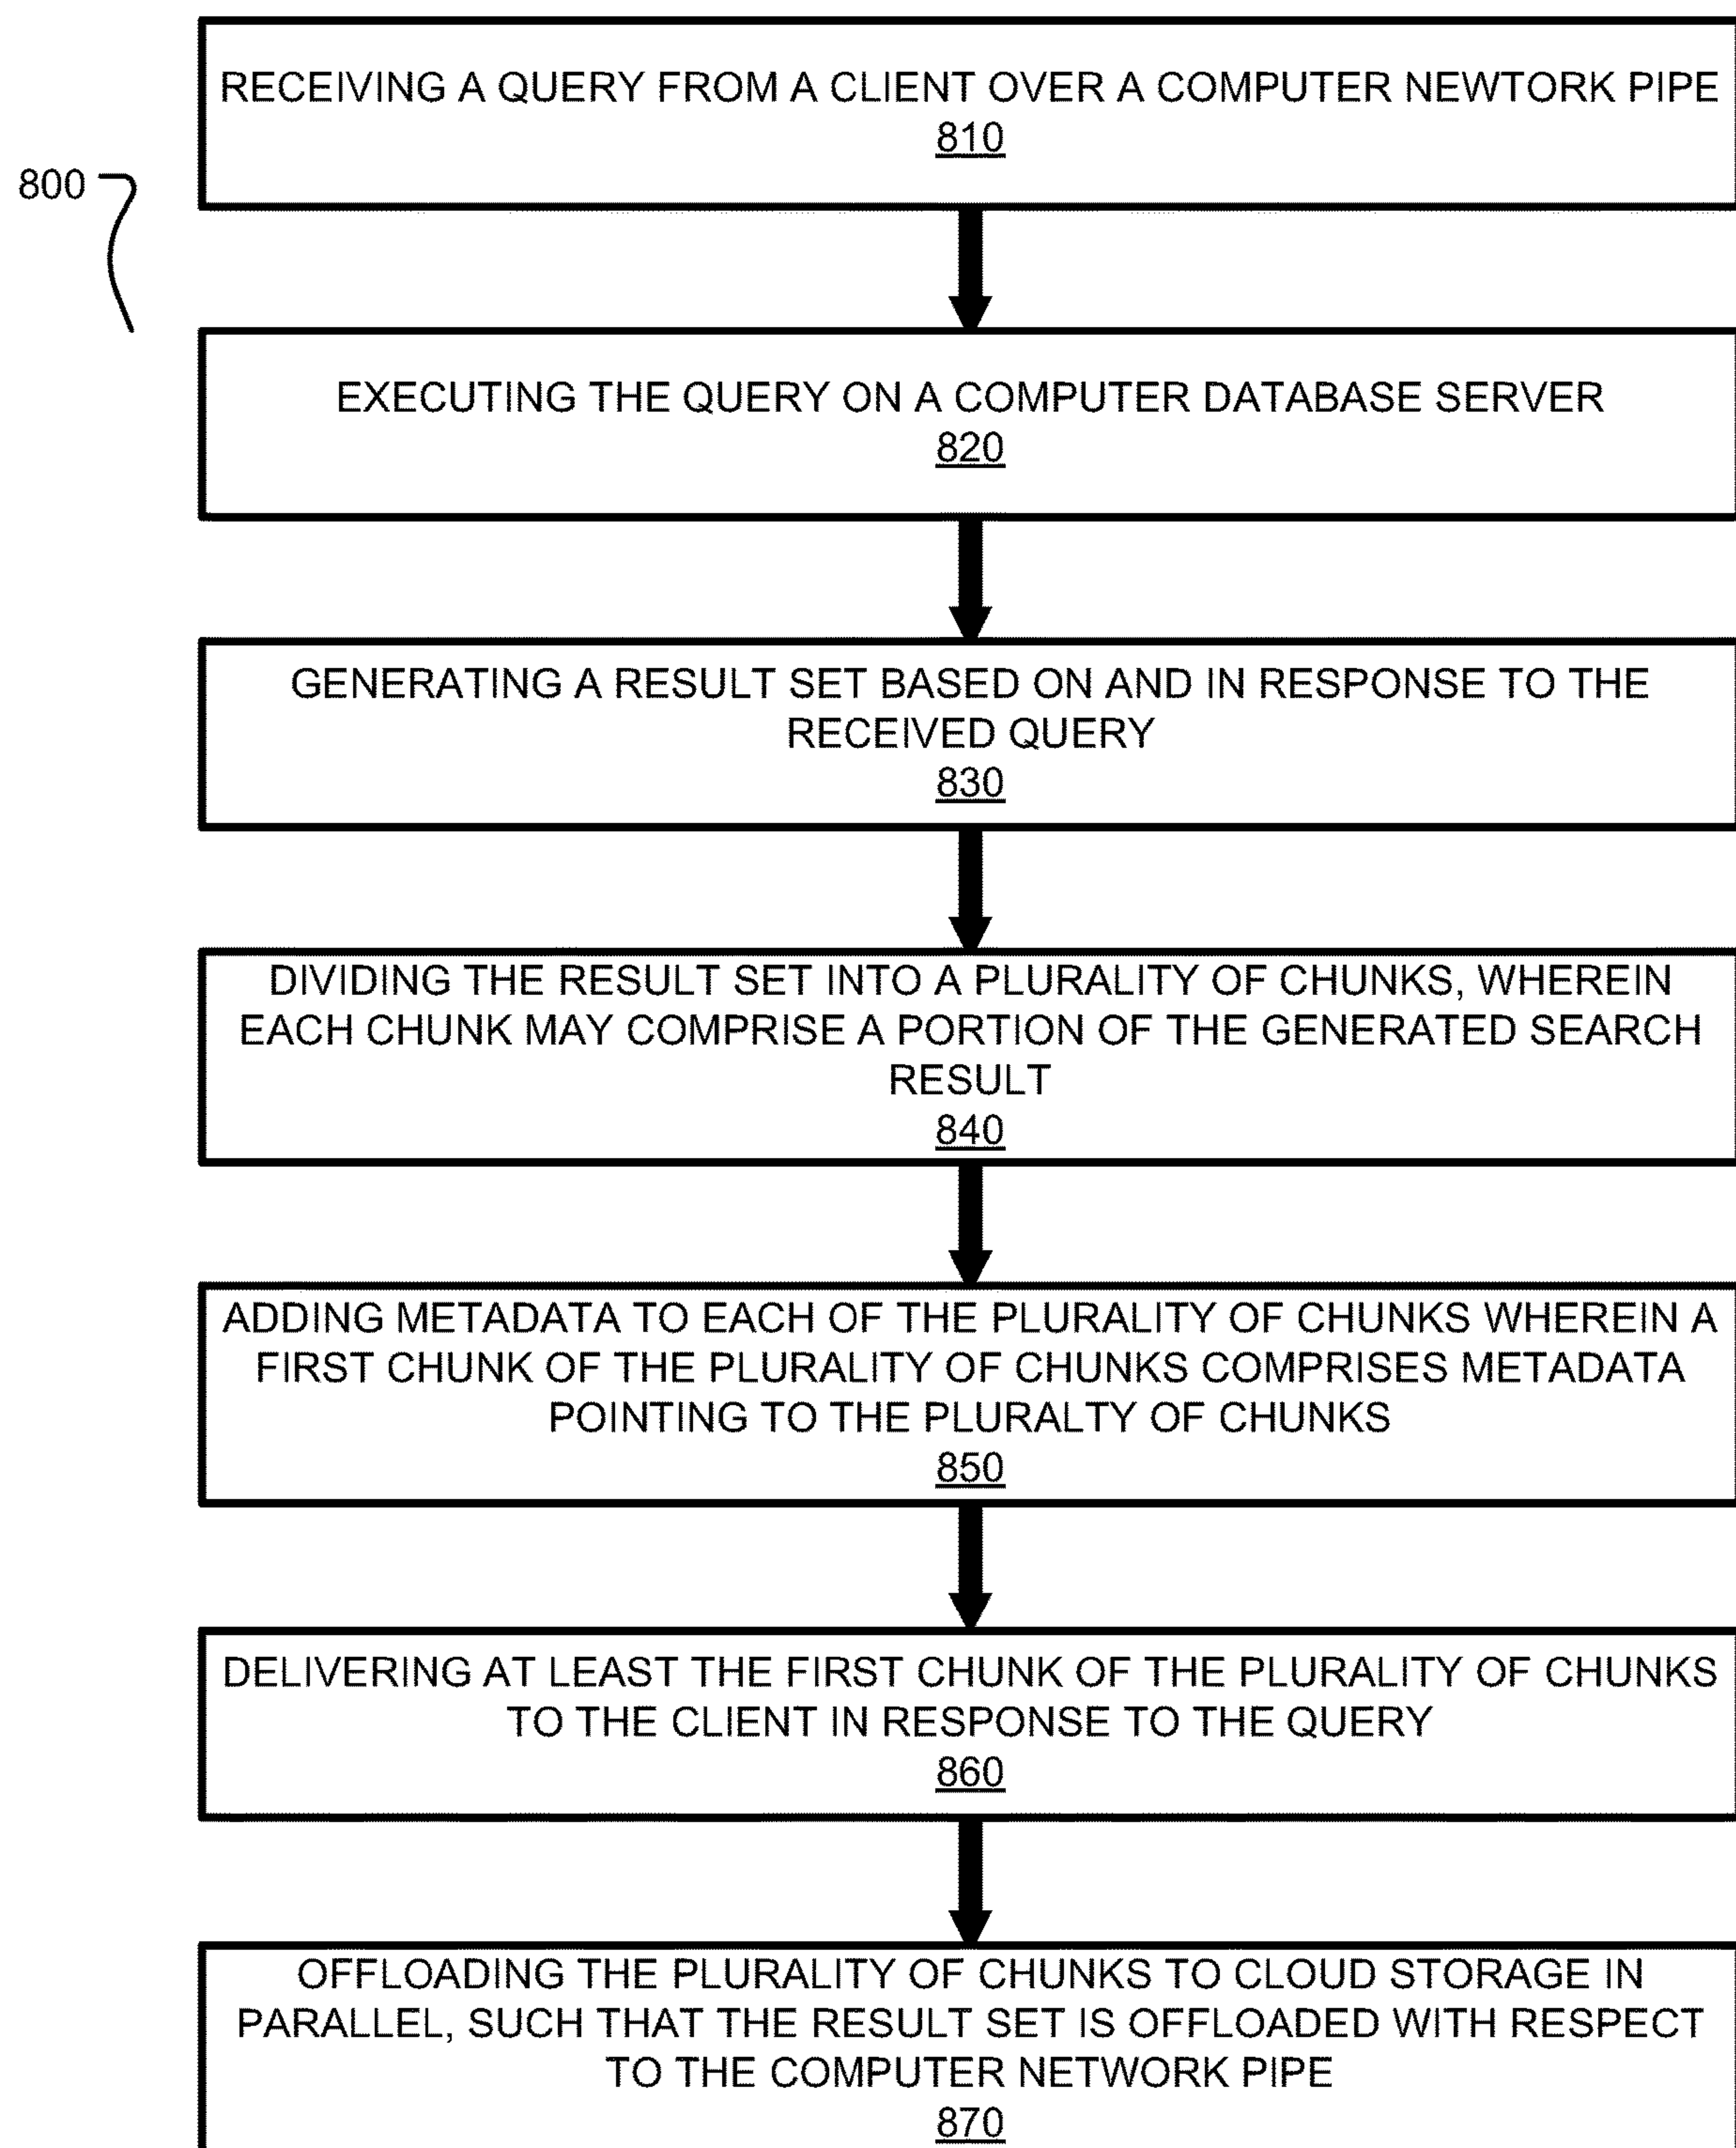 RECEIVING A QUERY FROM A CLIENT OVER A COMPUTER NEWTORK PIPE
810
800
EXECUTING THE QUERY ON A COMPUTER DATABASE SERVER
820
GENERATING A RESULT SET BASED ON AND IN RESPONSE TO THE
RECEIVED QUERY
830
DIVIDING THE RESULT SET INTO A PLURALITY OF CHUNKS, WHEREIN
EACH CHUNK MAY COMPRISE A PORTION OF THE GENERATED SEARCH
RESULT
840
ADDING METADATA TO EACH OF THE PLURALITY OF CHUNKS WHEREIN A
FIRST CHUNK OF THE PLURALITY OF CHUNKS COMPRISES METADATA
POINTING TO THE PLURALTY OF CHUNKS
850
DELIVERING AT LEAST THE FIRST CHUNK OF THE PLURALITY OF CHUNKS
TO THE CLIENT IN RESPONSE TO THE QUERY
860
OFFLOADING THE PLURALITY OF CHUNKS TO CLOUD STORAGE IN
PARALLEL, SUCH THAT THE RESULT SET IS OFFLOADED WITH RESPECT
TO THE COMPUTER NETWORK PIPE
870